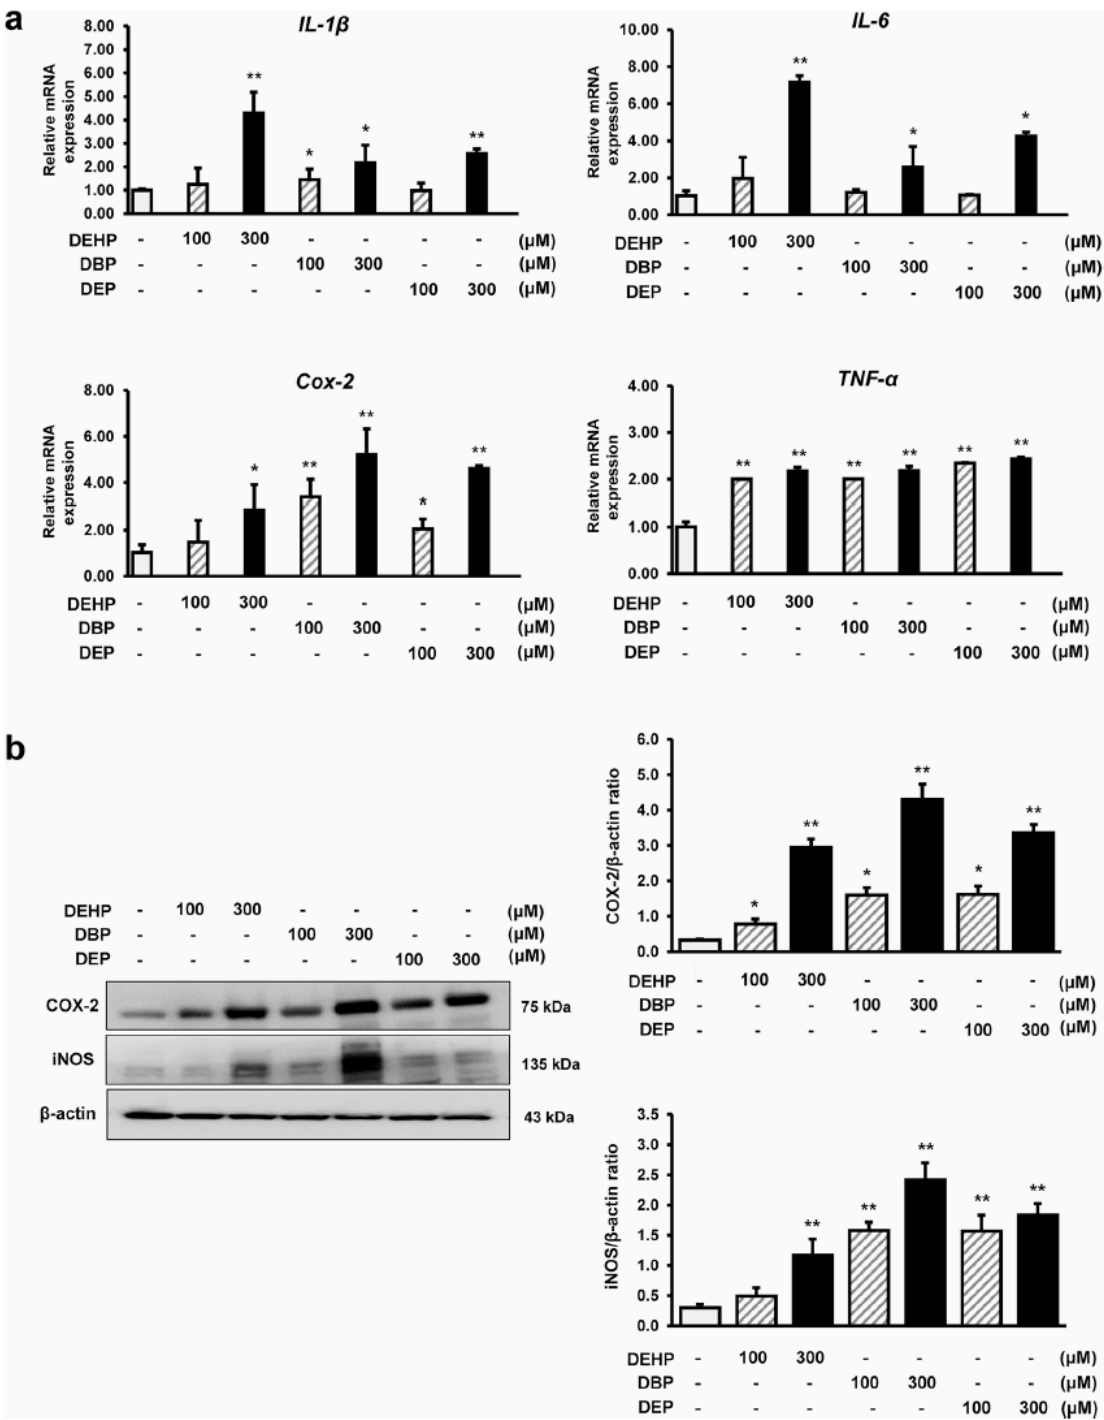 a
IL-1β
Relative mRNA expression
8.00
7.00
6.00
5.00
4.00
3.00
2.00
1.00
0.00
** * * **
DEHP - 100 300 - - - - (μM)
DBP - - - 100 300 - - (μM)
DEP - - - - - 100 300 (μM)
IL-6
Relative mRNA expression
10.00
8.00
6.00
4.00
2.00
0.00
** * *
DEHP - 100 300 - - - - (μM)
DBP - - - 100 300 - - (μM)
DEP - - - - - 100 300 (μM)
Cox-2
Relative mRNA expression
8.00
6.00
4.00
2.00
0.00
* ** ** * **
DEHP - 100 300 - - - - (μM)
DBP - - - 100 300 - - (μM)
DEP - - - - - 100 300 (μM)
TNF-α
Relative mRNA expression
4.00
3.00
2.00
1.00
0.00
** ** ** ** ** **
DEHP - 100 300 - - - - (μM)
DBP - - - 100 300 - - (μM)
DEP - - - - - 100 300 (μM)
b
DEHP - 100 300 - - - - (μM)
DBP - - - 100 300 - - (μM)
DEP - - - - - 100 300 (μM)
COX-2 75 kDa
iNOS 135 kDa
β-actin 43 kDa
COX-2/β-actin ratio
6.0
5.0
4.0
3.0
2.0
1.0
0.0
* ** * ** * **
DEHP - 100 300 - - - - (μM)
DBP - - - 100 300 - - (μM)
DEP - - - - - 100 300 (μM)
iNOS/β-actin ratio
3.5
3.0
2.5
2.0
1.5
1.0
0.5
0.0
** ** ** ** **
DEHP - 100 300 - - - - (μM)
DBP - - - 100 300 - - (μM)
DEP - - - - - 100 300 (μM)